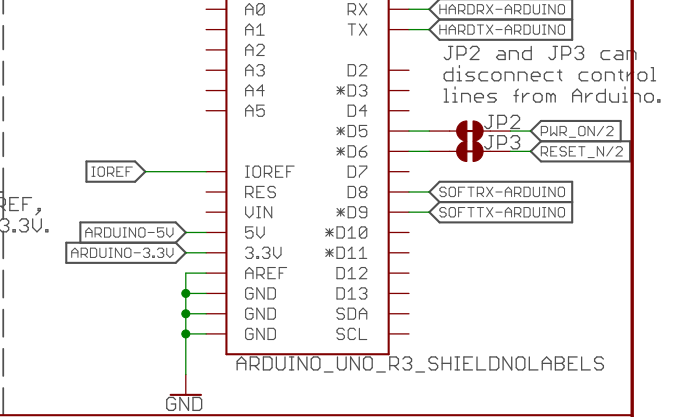 A0
RX
HARDRX-ARDUINO
A1
TX
HARDTX-ARDUINO
A2
JP2 and JP3 can
disconnect control
lines from Arduino.
A3
D2
A4
*D3
A5
D4
*D5
JP2
PWR_ON/2
*D6
JP3
RESET_N/2
IOREF
IOREF
D7
RES
D8
SOFTRX-ARDUINO
REF,
3.3V.
VIN
*D9
SOFTTX-ARDUINO
ARDUINO-5V
5V
*D10
ARDUINO-3.3V
3.3V
*D11
AREF
D12
GND
D13
GND
SDA
GND
SCL
ARDUINO_UNO_R3_SHIELDNOLABELS
GND